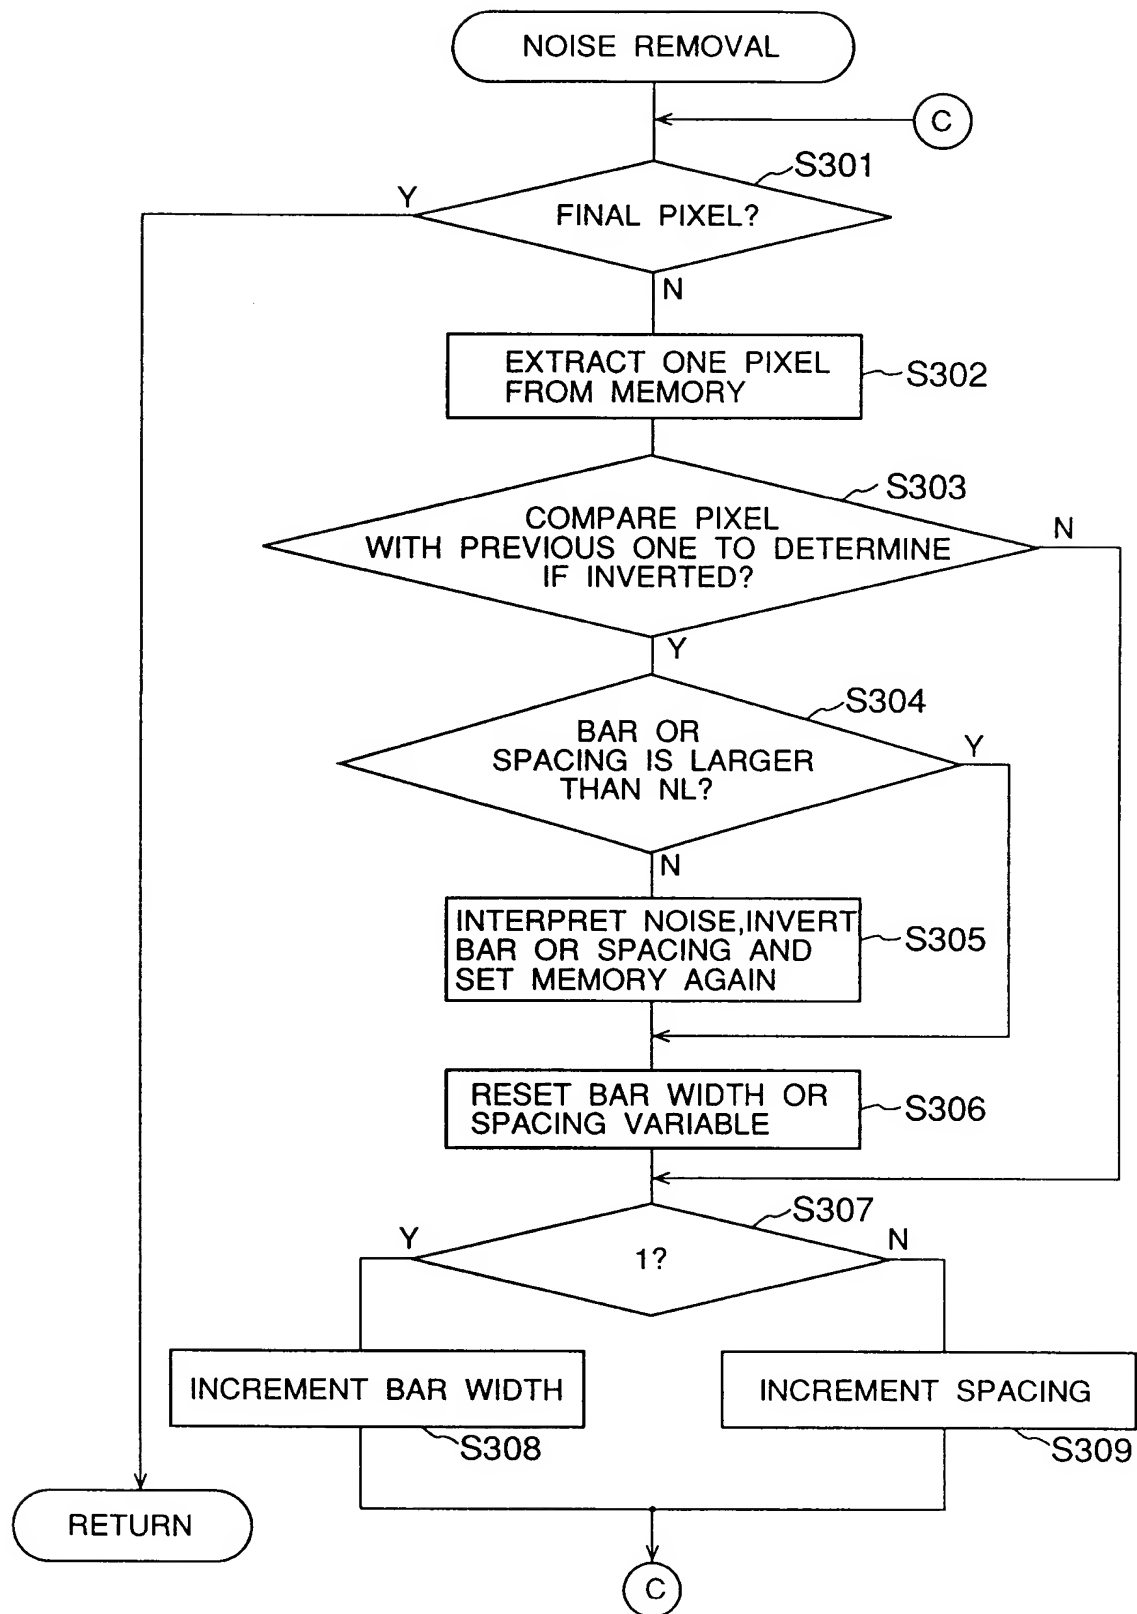 NOISE REMOVAL
C
S301
Y
FINAL PIXEL?
N
EXTRACT ONE PIXEL
FROM MEMORY
S302
S303
COMPARE PIXEL
WITH PREVIOUS ONE TO DETERMINE
IF INVERTED?
N
Y
S304
BAR OR
SPACING IS LARGER
THAN NL?
Y
N
INTERPRET NOISE,INVERT
BAR OR SPACING AND
SET MEMORY AGAIN
S305
RESET BAR WIDTH OR
SPACING VARIABLE
S306
S307
Y
1?
N
INCREMENT BAR WIDTH
INCREMENT SPACING
S308
S309
RETURN
C